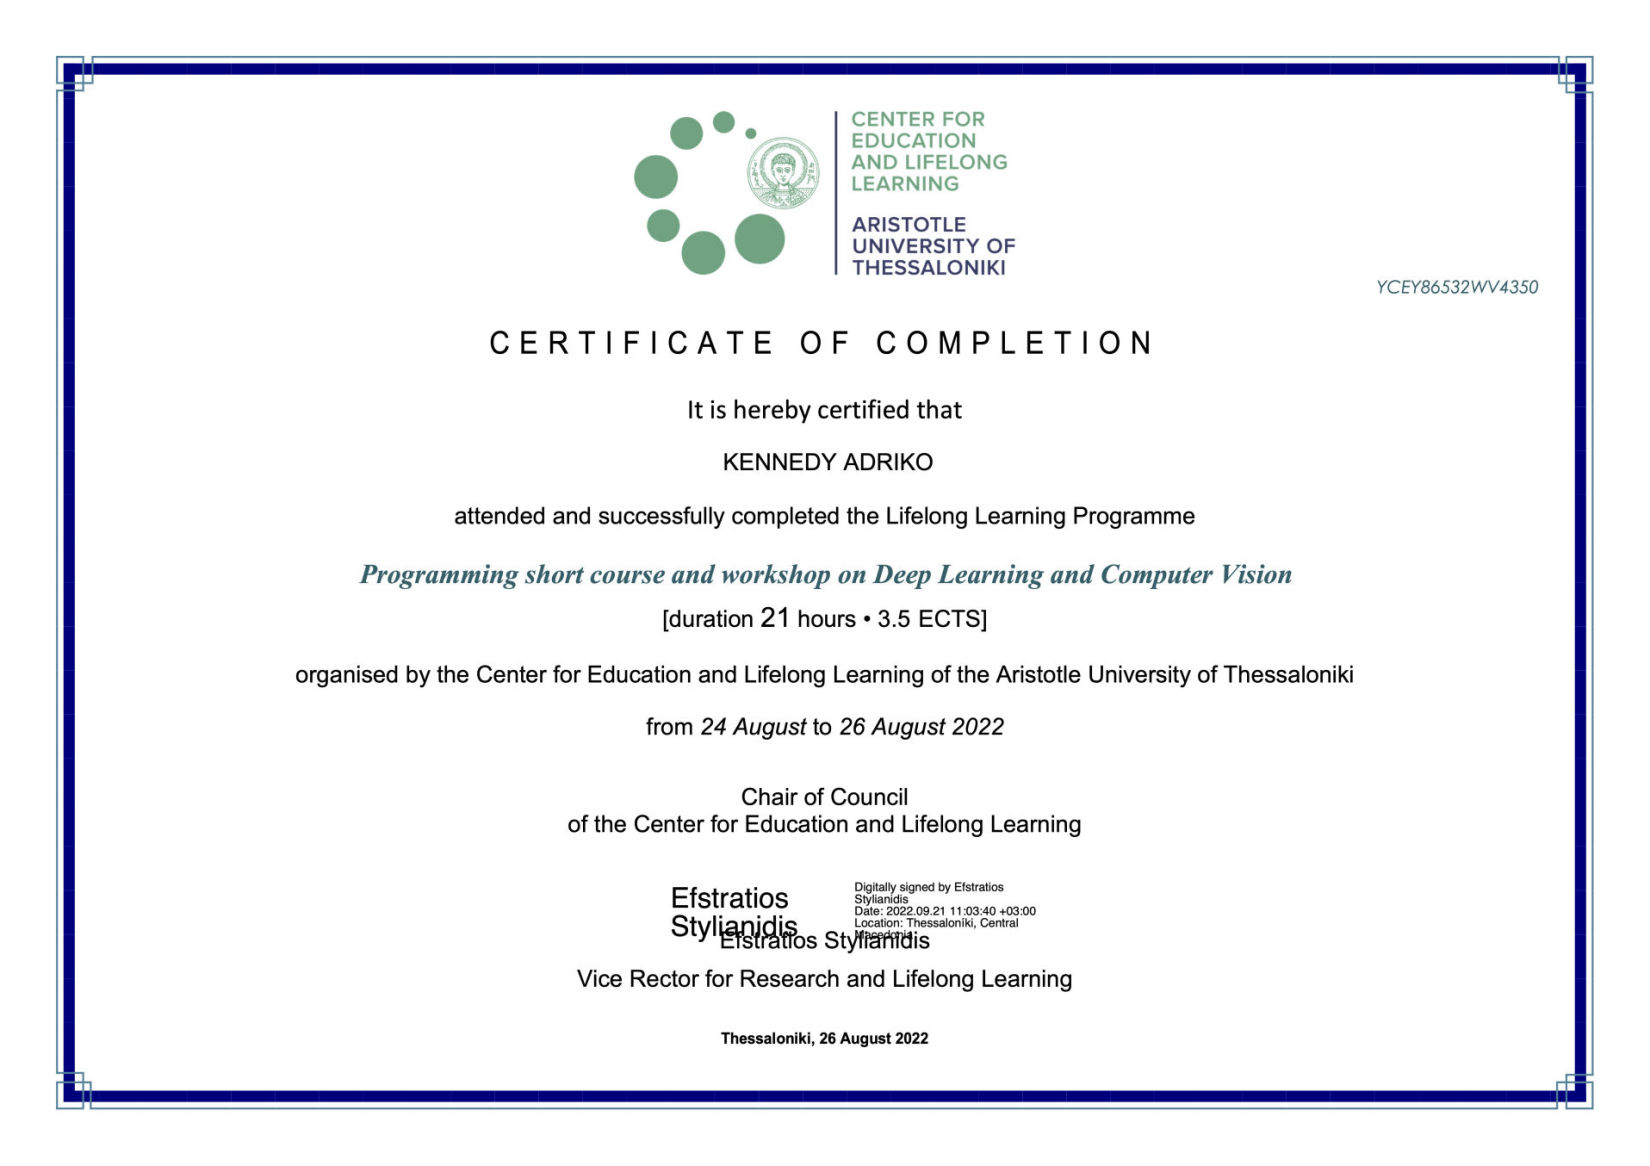 CENTER FOR
EDUCATION
AND LIFELONG
LEARNING
ARISTOTLE
UNIVERSITY OF
THESSALONIKI
YCEY86532WV4350
CERTIFICATE OF COMPLETION
It is hereby certified that
KENNEDY ADRIKO
attended and successfully completed the Lifelong Learning Programme
Programming short course and workshop on Deep Learning and Computer Vision
[duration 21 hours • 3.5 ECTS]
organised by the Center for Education and Lifelong Learning of the Aristotle University of Thessaloniki
from 24 August to 26 August 2022
Chair of Council
of the Center for Education and Lifelong Learning
Efstratios
Stylianidis
Digitally signed by Efstratios
Stylianidis
Date: 2022.09.21 11:03:40 +03:00
Location: Thessaloniki, Central
Macedonia
Efstratios Stylianidis
Vice Rector for Research and Lifelong Learning
Thessaloniki, 26 August 2022